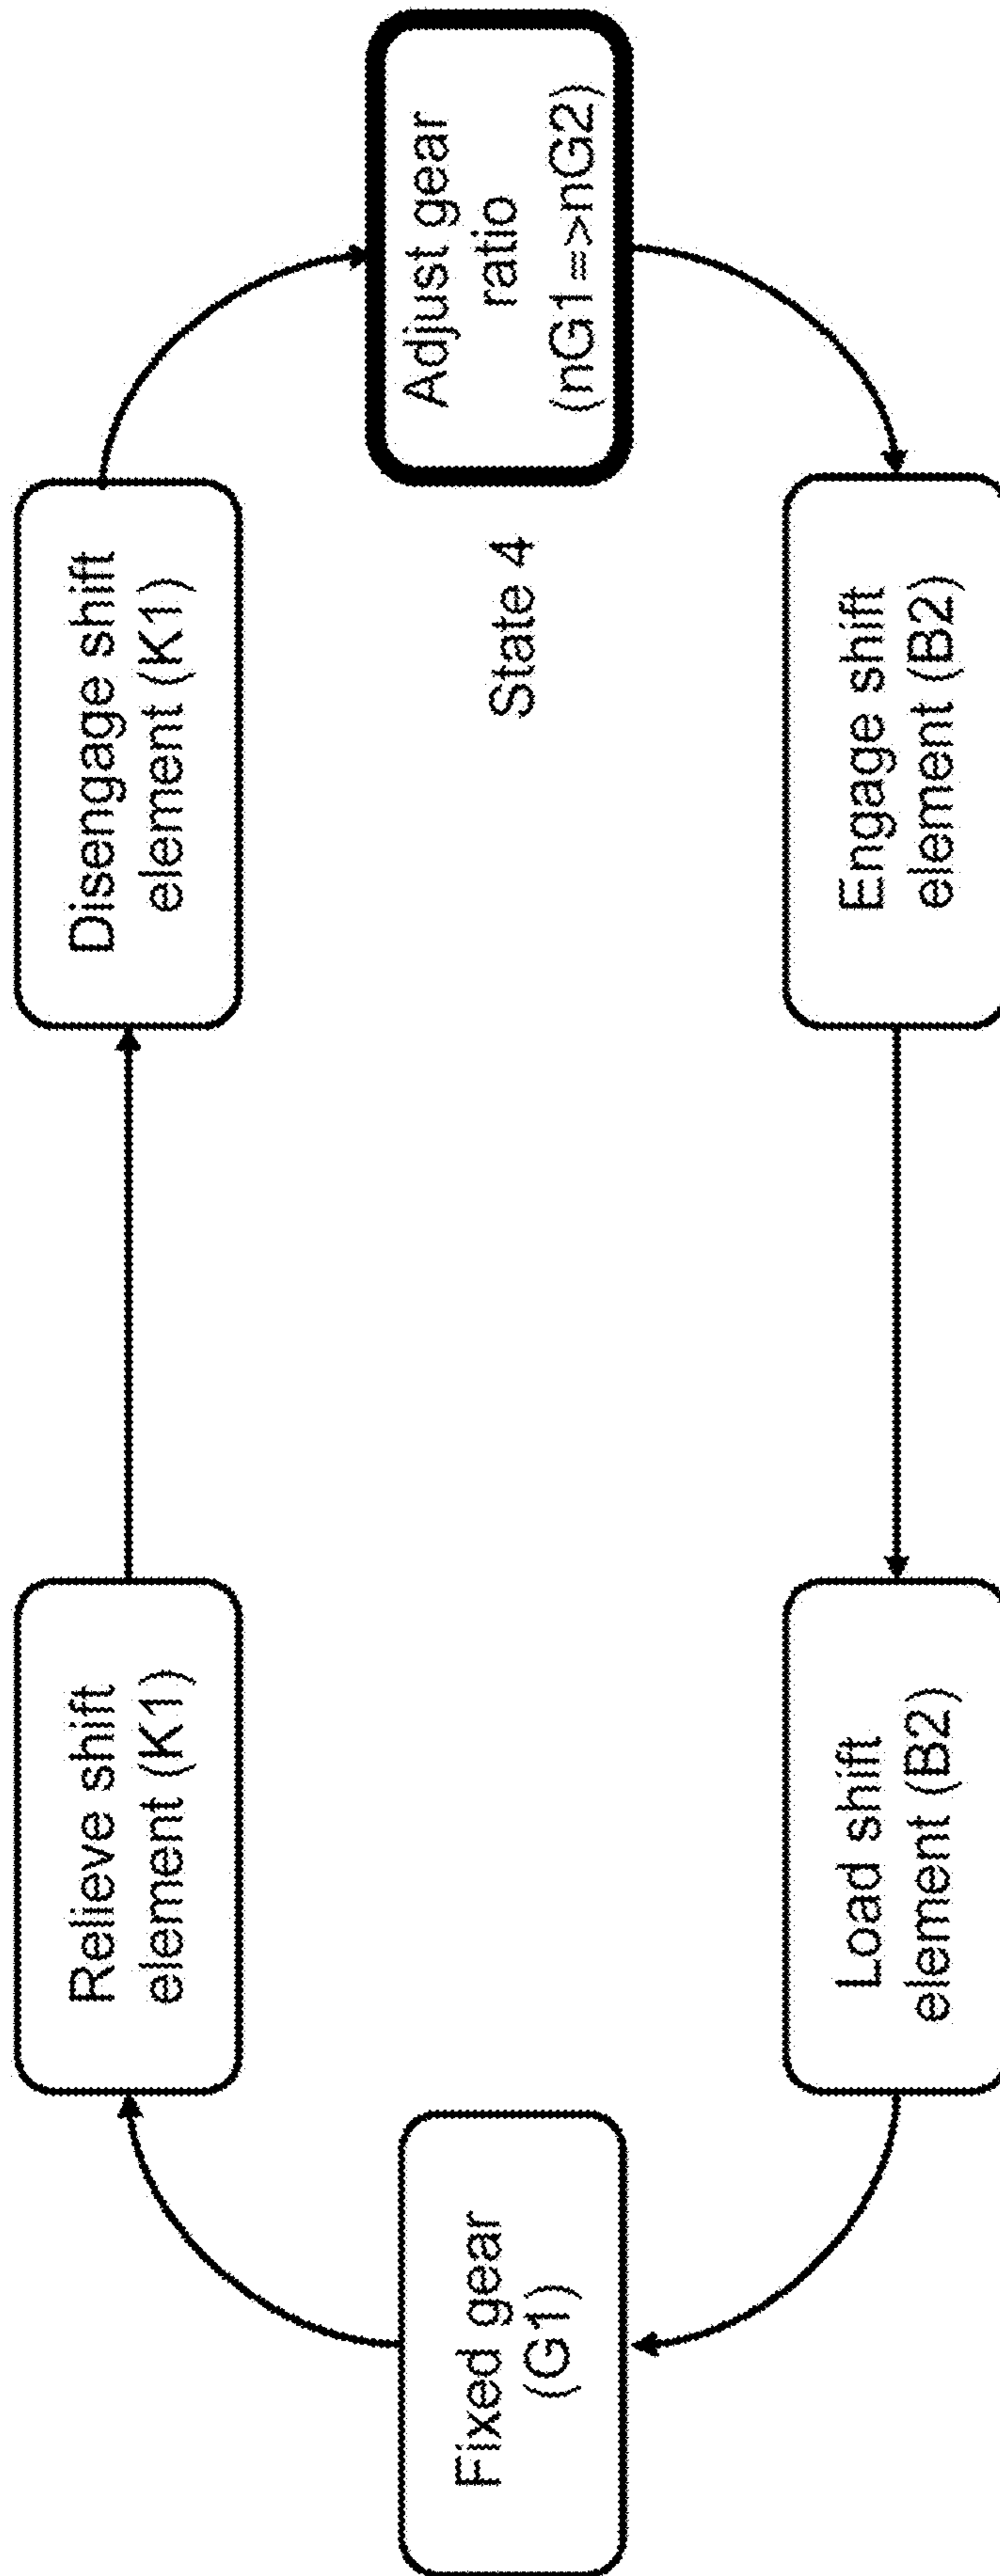 Fixed gear
(G1)
Relieve shift
element (K1)
Disengage shift
element (K1)
Adjust gear
ratio
(nG1=>nG2)
State 4
Engage shift
element (B2)
Load shift
element (B2)